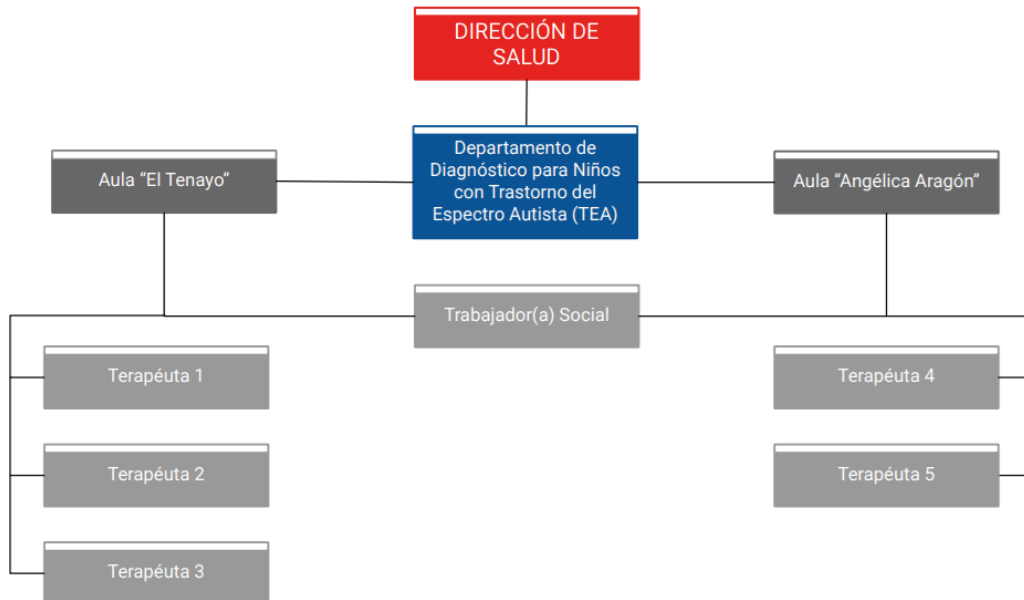 DIRECCIÓN DE
SALUD
Departamento de
Diagnóstico para Niños
con Trastorno del
Espectro Autista (TEA)
Aula “El Tenayo”
Aula “Angélica Aragón”
Trabajador(a) Social
Terapéuta 1
Terapéuta 2
Terapéuta 3
Terapéuta 4
Terapéuta 5